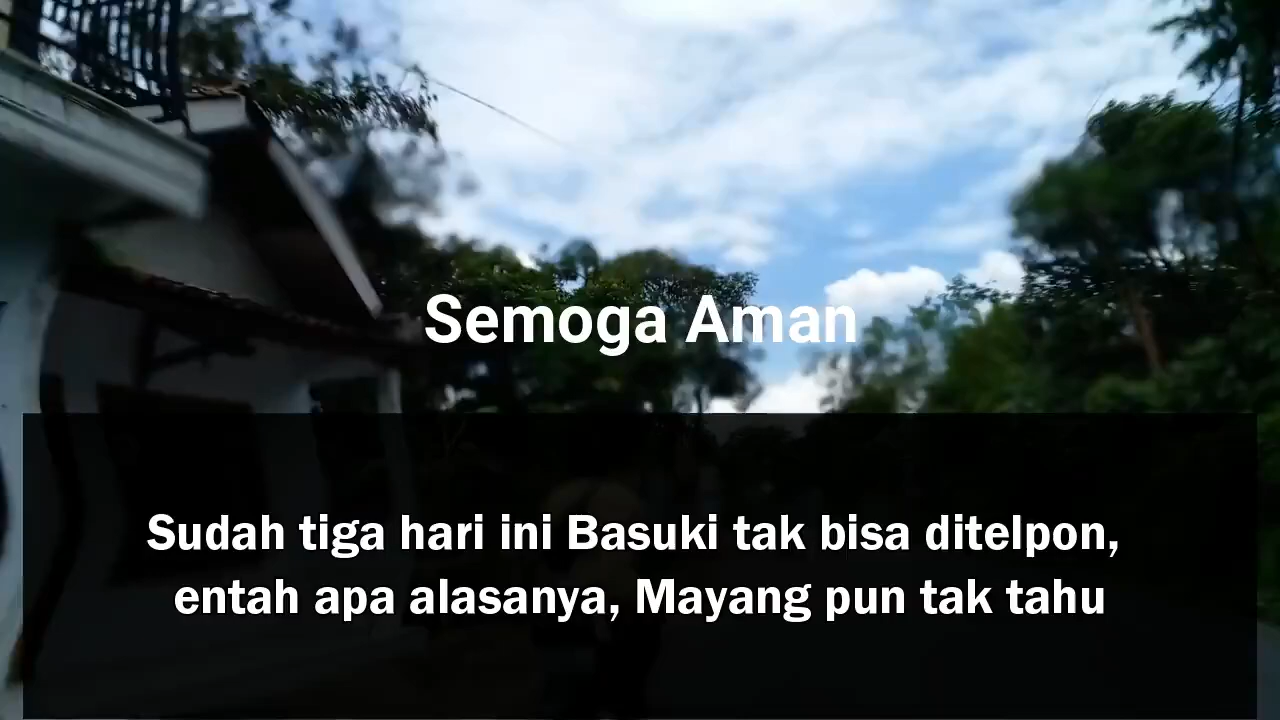 Semoga Aman
Sudah tiga hari ini Basuki tak bisa ditelpon,
entah apa alasanya, Mayang pun tak tahu